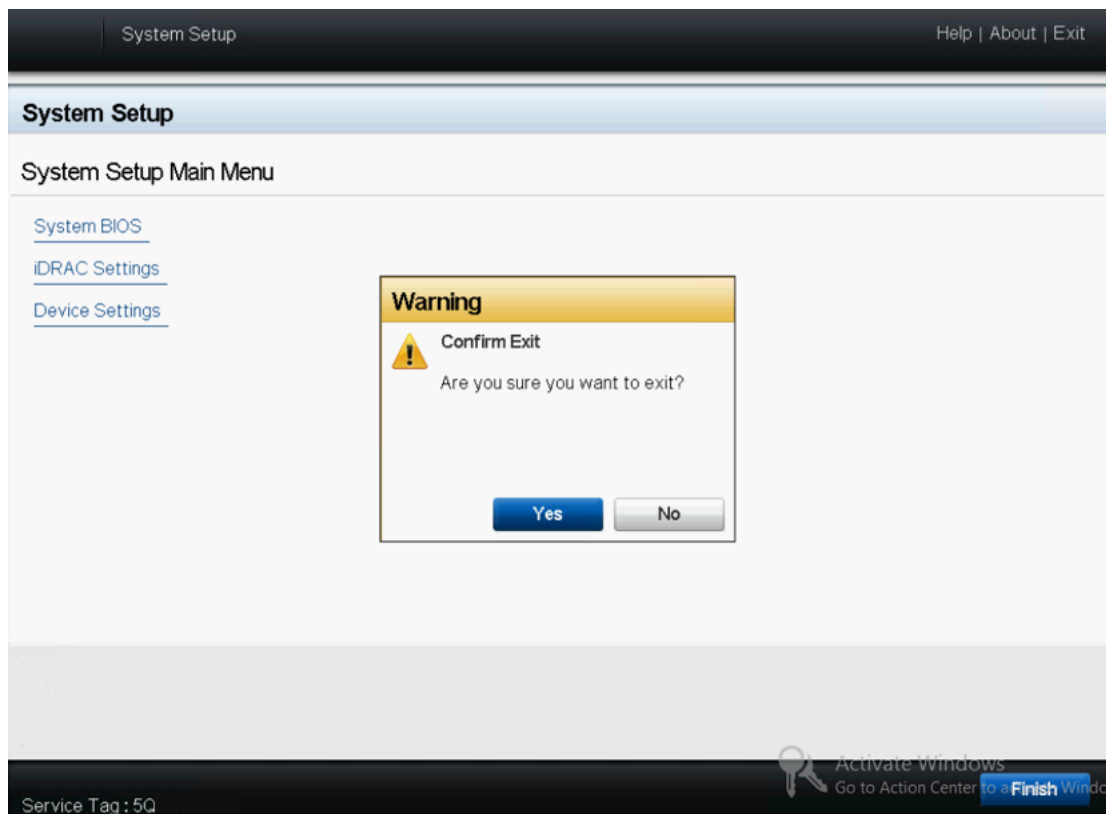 System Setup
Help | About | Exit
System Setup
System Setup Main Menu
System BIOS
iDRAC Settings
Device Settings
Warning
Confirm Exit
Are you sure you want to exit?
Yes No
Activate Windows
Go to Action Center to
Finish
Service Tag : 5Q